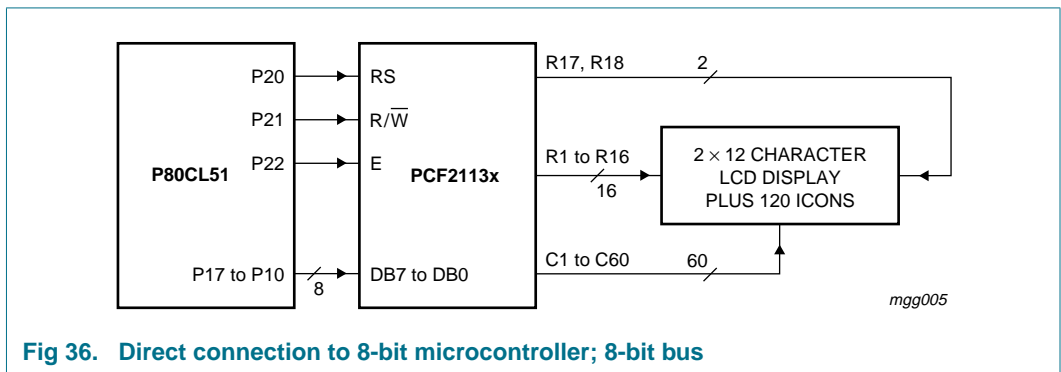 P80CL51
P20
P21
P22
P17 to P10
8
PCF2113x
RS
R/W̅
E
DB7 to DB0
R17, R18
2
R1 to R16
16
C1 to C60
60
2 × 12 CHARACTER
LCD DISPLAY
PLUS 120 ICONS
mgg005
Fig 36. Direct connection to 8-bit microcontroller; 8-bit bus